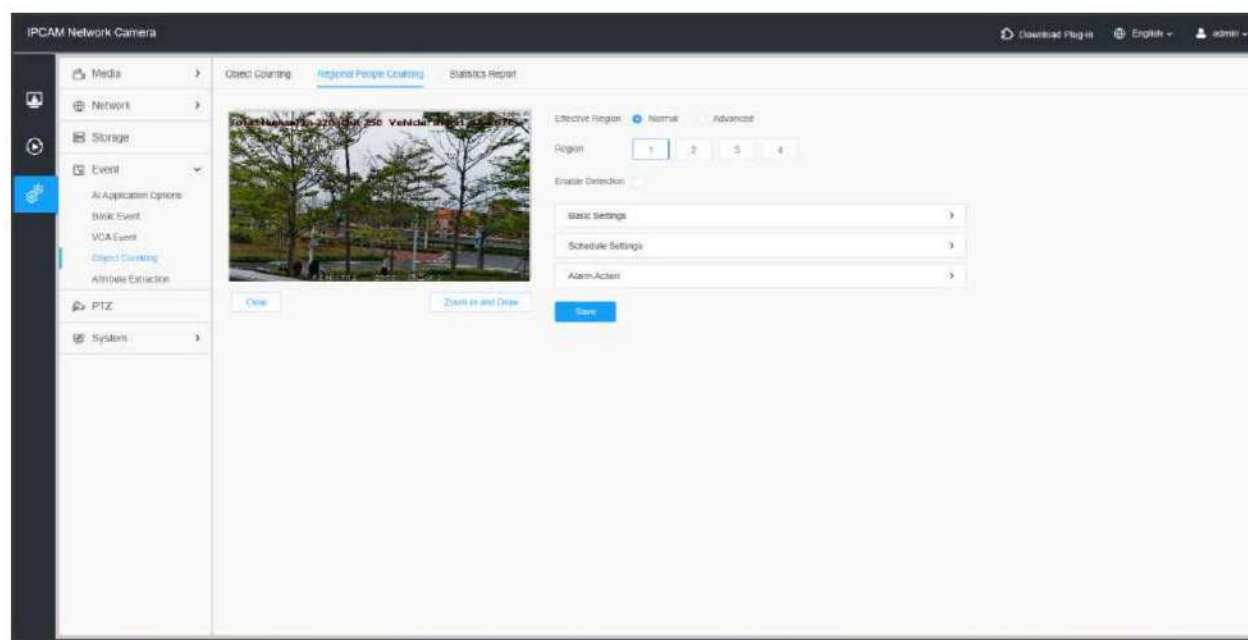 IPCAM Network Camera
Download Plug-in English admin
Media
Network
Storage
Event
AI Application Options
Basic Event
VCA Event
Object Counting
Attribute Extraction
PTZ
System
Object Counting Regional People Counting Statistics Report
Effective Region Normal Advanced
Region 1 2 3 4
Enable Detection
Basic Settings
Schedule Settings
Alarm Action
Clear Zoom in and Draw
Save